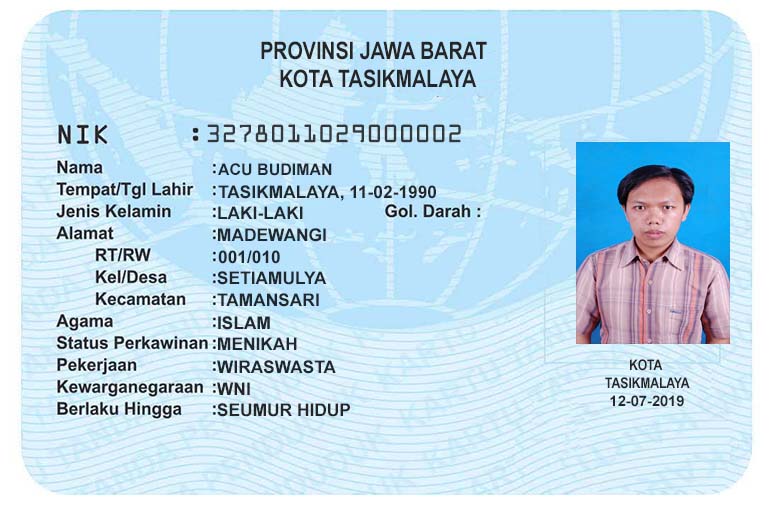 PROVINSI JAWA BARAT
KOTA TASIKMALAYA
NIK : 3278011029000002
Nama :ACU BUDIMAN
Tempat/Tgl Lahir :TASIKMALAYA, 11-02-1990
Jenis Kelamin :LAKI-LAKI Gol. Darah :
Alamat :MADEWANGI
RT/RW :001/010
Kel/Desa :SETIAMULYA
Kecamatan :TAMANSARI
Agama :ISLAM
Status Perkawinan :MENIKAH
Pekerjaan :WIRASWASTA
Kewarganegaraan :WNI
Berlaku Hingga :SEUMUR HIDUP
KOTA
TASIKMALAYA
12-07-2019